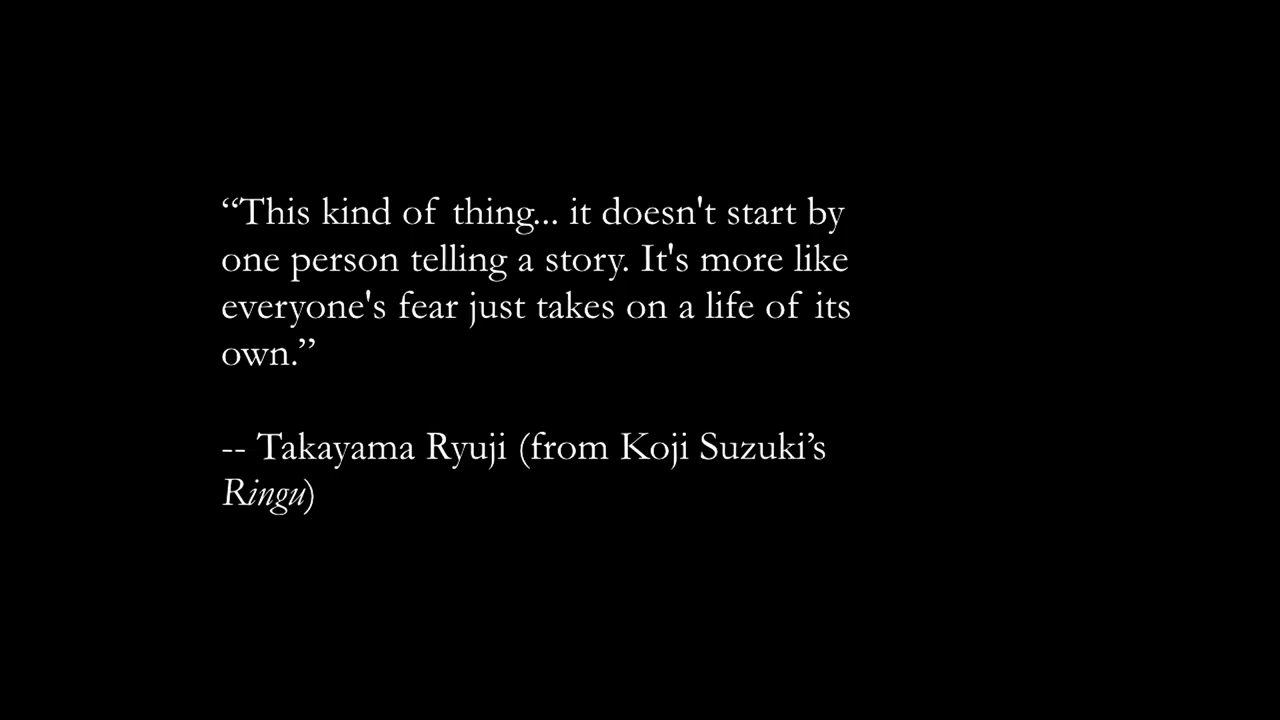 “This kind of thing... it doesn't start by
one person telling a story. It's more like
everyone's fear just takes on a life of its
own.”
-- Takayama Ryuji (from Koji Suzuki’s
Ringu)